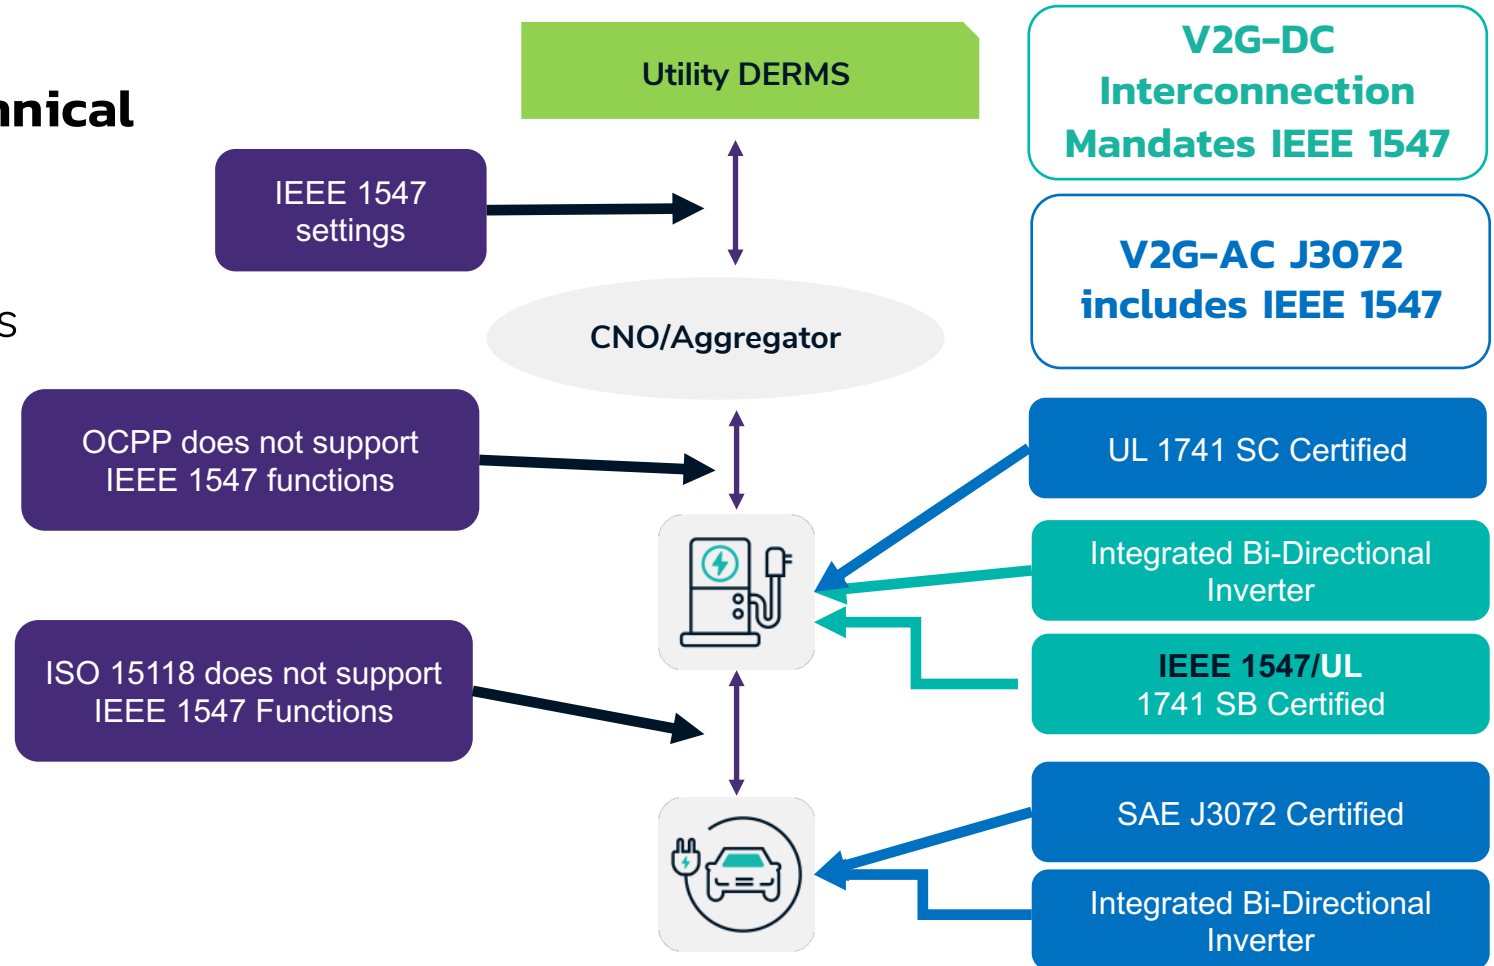 Utility DERMS
V2G-DC
Interconnection
Mandates IEEE 1547
hnical
IEEE 1547
settings
V2G-AC J3072
includes IEEE 1547
s
CNO/Aggregator
OCPP does not support
IEEE 1547 functions
UL 1741 SC Certified
Integrated Bi-Directional
Inverter
ISO 15118 does not support
IEEE 1547 Functions
IEEE 1547/UL
1741 SB Certified
SAE J3072 Certified
Integrated Bi-Directional
Inverter